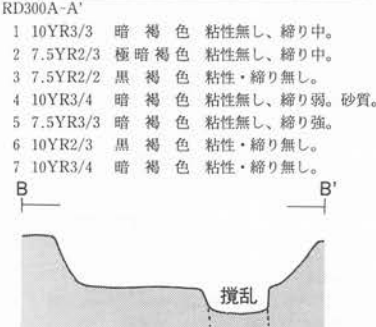 RD300A-A'
1 10YR3/3 暗褐色 粘性無し、締り中。
2 7.5YR2/3 極暗褐色 粘性無し、締り中。
3 7.5YR2/2 黒褐色 粘性・締り無し。
4 10YR3/4 暗褐色 粘性無し、締り弱。砂質。
5 7.5YR3/3 暗褐色 粘性無し、締り強。
6 10YR2/3 黒褐色 粘性・締り無し。
7 10YR3/4 暗褐色 粘性・締り無し。
B B'
攪乱